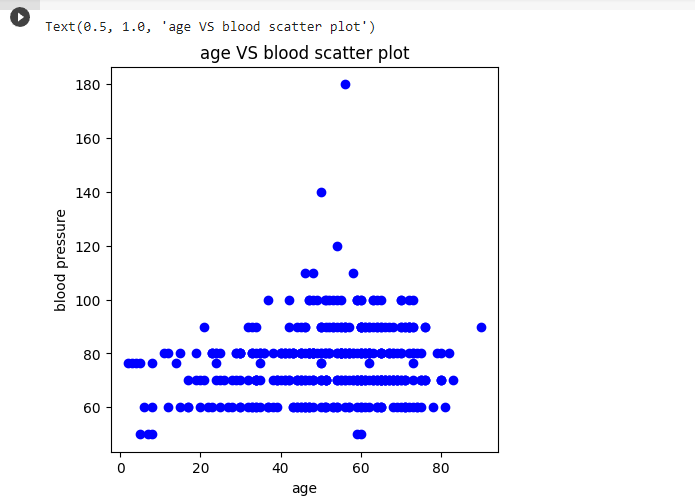 Text(0.5, 1.0, 'age VS blood scatter plot')
age VS blood scatter plot
180
160
140
120
100
80
60
blood pressure
0 20 40 60 80
age